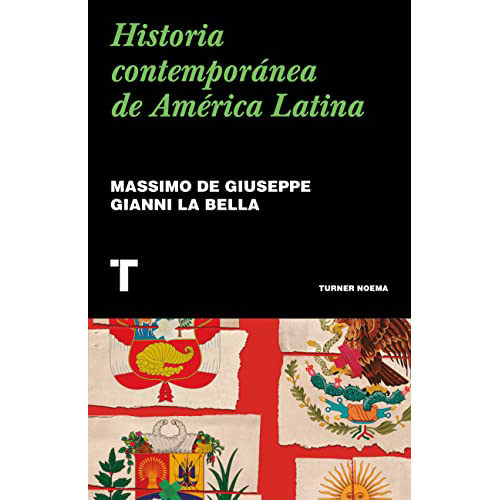 Historia
contemporánea
de América Latina
MASSIMO DE GIUSEPPE
GIANNI LA BELLA
T
TURNER NOEMA